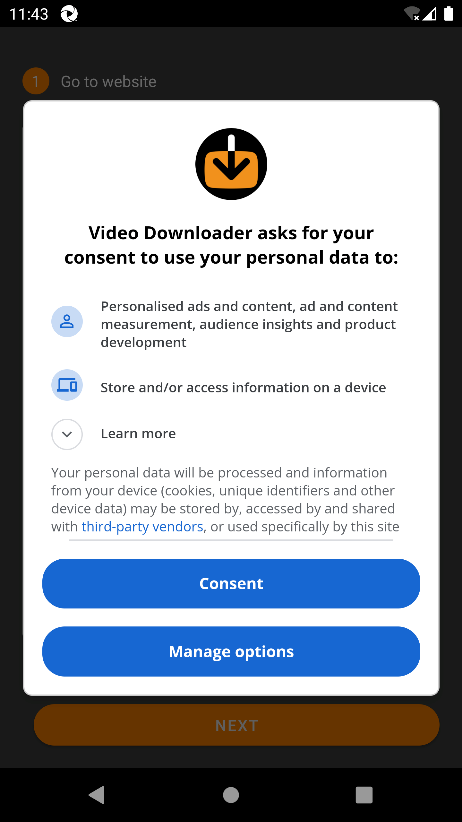 11:43
1 Go to website
Video Downloader asks for your
consent to use your personal data to:
Personalised ads and content, ad and content
measurement, audience insights and product
development
Store and/or access information on a device
Learn more
Your personal data will be processed and information
from your device (cookies, unique identifiers and other
device data) may be stored by, accessed by and shared
with third-party vendors, or used specifically by this site
Consent
Manage options
NEXT